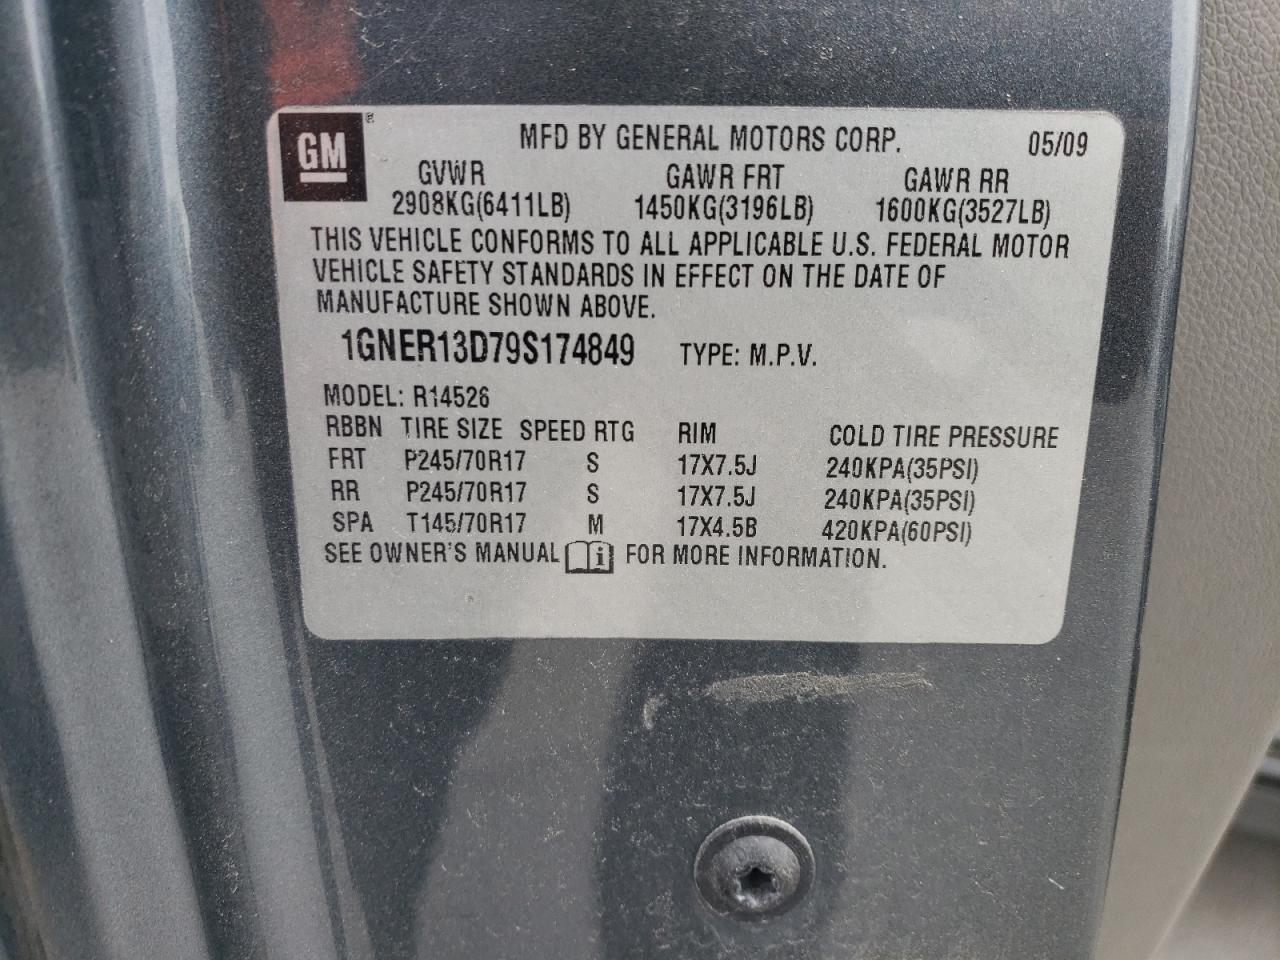 GM ®
MFD BY GENERAL MOTORS CORP. 05/09
GVWR GAWR FRT GAWR RR
2908KG(6411LB) 1450KG(3196LB) 1600KG(3527LB)
THIS VEHICLE CONFORMS TO ALL APPLICABLE U.S. FEDERAL MOTOR
VEHICLE SAFETY STANDARDS IN EFFECT ON THE DATE OF
MANUFACTURE SHOWN ABOVE.
1GNER13D79S174849 TYPE: M.P.V.
MODEL: R14526
RBBN TIRE SIZE SPEED RTG RIM COLD TIRE PRESSURE
FRT P245/70R17 S 17X7.5J 240KPA(35PSI)
RR P245/70R17 S 17X7.5J 240KPA(35PSI)
SPA T145/70R17 M 17X4.5B 420KPA(60PSI)
SEE OWNER'S MANUAL i FOR MORE INFORMATION.